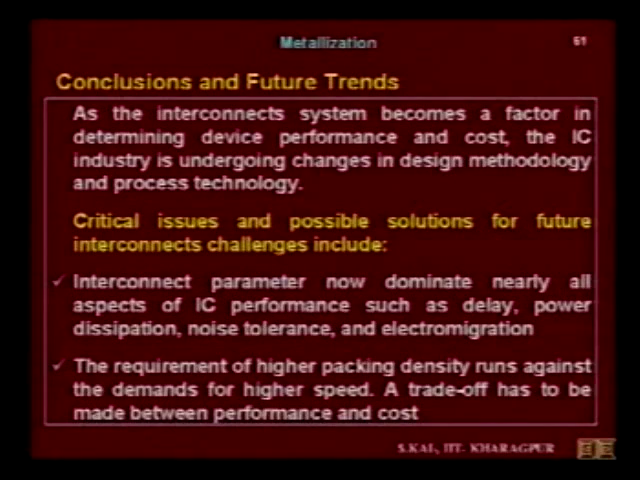 Metallization
61
Conclusions and Future Trends
As the interconnects system becomes a factor in
determining device performance and cost, the IC
industry is undergoing changes in design methodology
and process technology.
Critical issues and possible solutions for future
interconnects challenges include:
✓ Interconnect parameter now dominate nearly all
aspects of IC performance such as delay, power
dissipation, noise tolerance, and electromigration
✓ The requirement of higher packing density runs against
the demands for higher speed. A trade-off has to be
made between performance and cost
S.KAL, IIT- KHARAGPUR